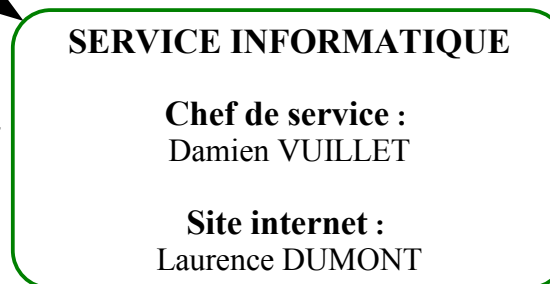 SERVICE INFORMATIQUE
Chef de service :
Damien VUILLET
Site internet :
Laurence DUMONT